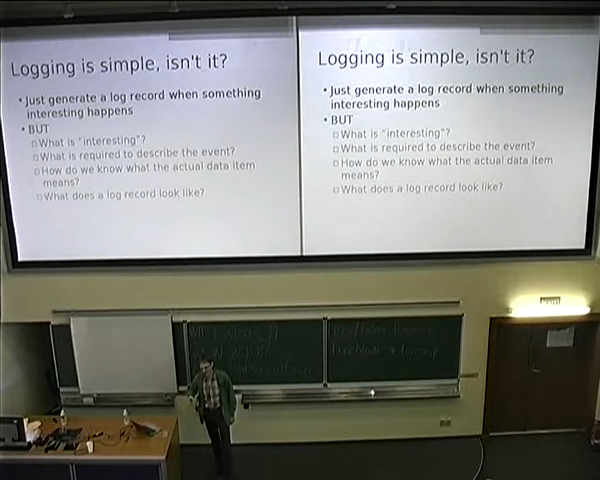 Logging is simple, isn't it?
• Just generate a log record when something
interesting happens
• BUT
□ What is "interesting"?
□ What is required to describe the event?
□ How do we know what the actual data item
means?
□ What does a log record look like?
Logging is simple, isn't it?
• Just generate a log record when something
interesting happens
• BUT
□ What is "interesting"?
□ What is required to describe the event?
□ How do we know what the actual data item
means?
□ What does a log record look like?